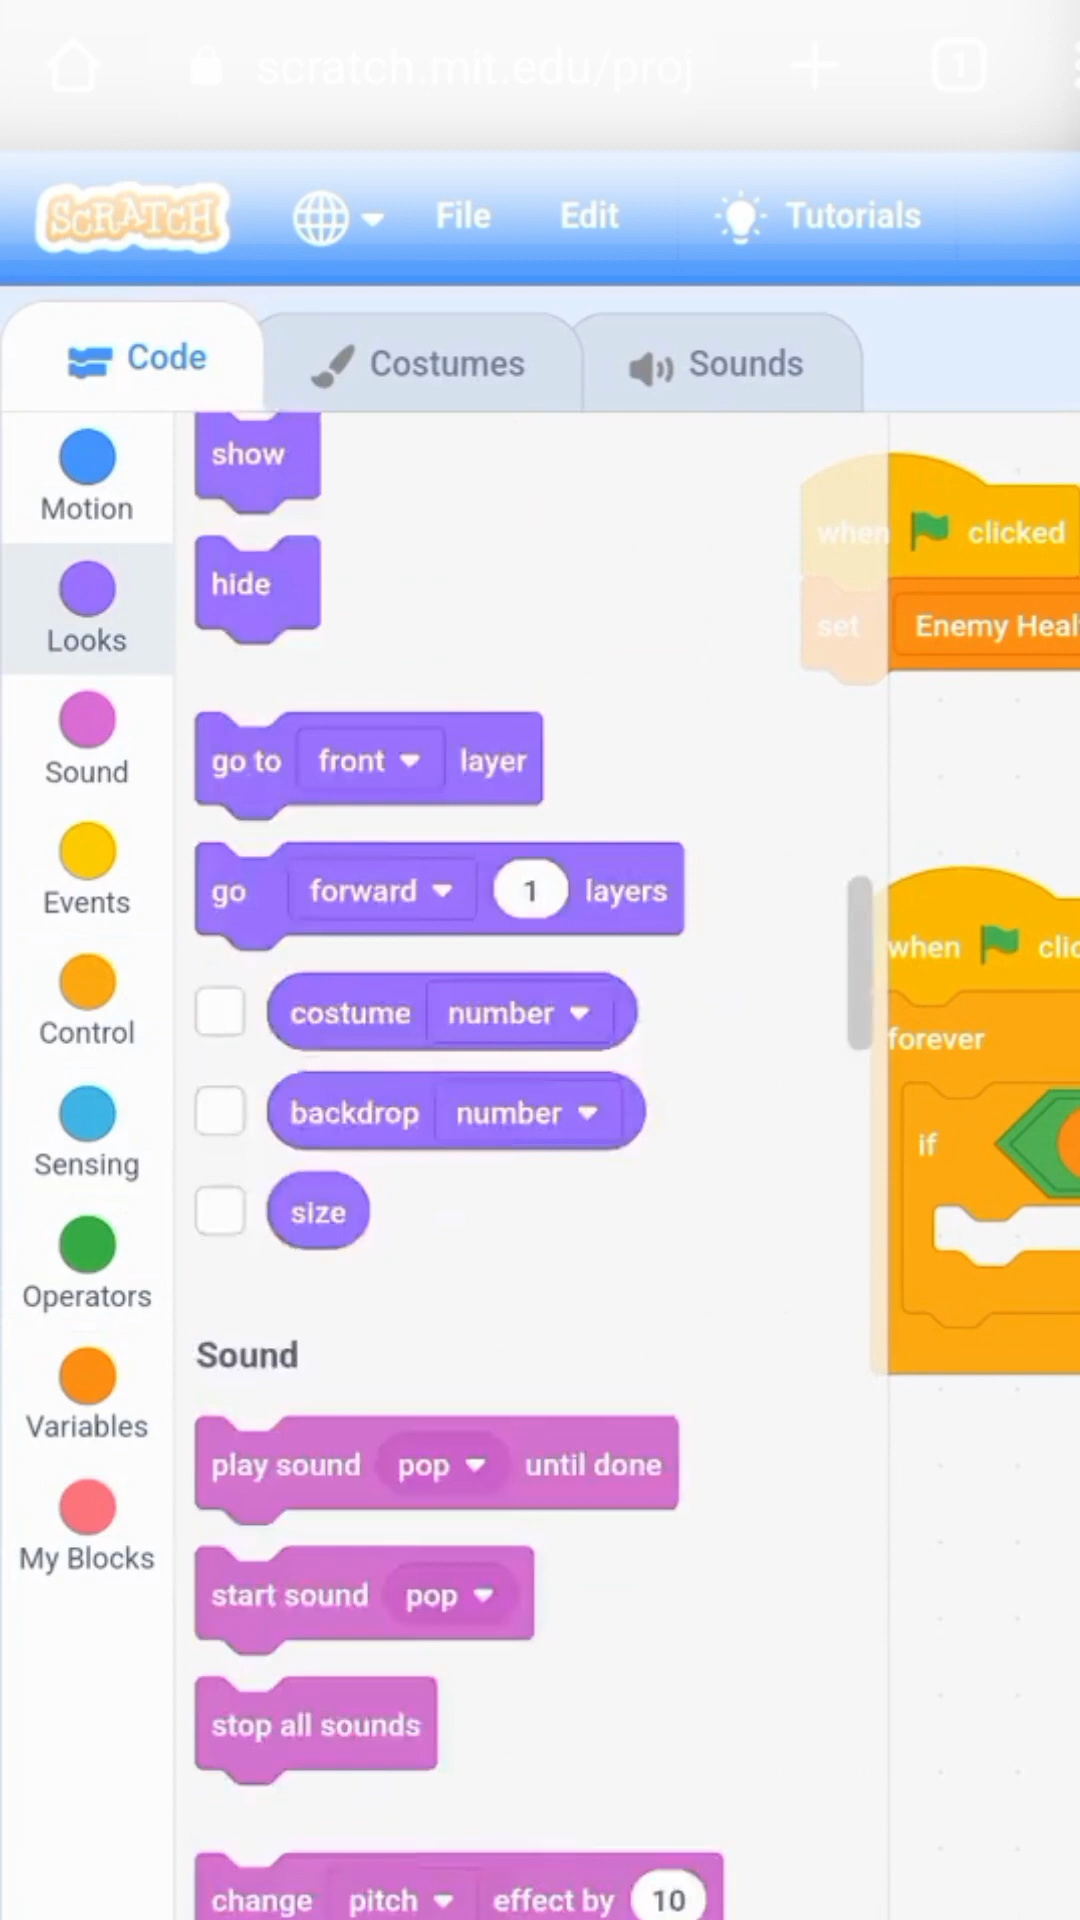 scratch.mit.edu/proj 1
SCRATCH File Edit Tutorials
Code Costumes Sounds
Motion
Looks
Sound
Events
Control
Sensing
Operators
Variables
My Blocks
show
hide
go to front layer
go forward 1 layers
costume number
backdrop number
size
Sound
play sound pop until done
start sound pop
stop all sounds
change pitch effect by 10
when clicked
set Enemy Heal
when clic
forever
if